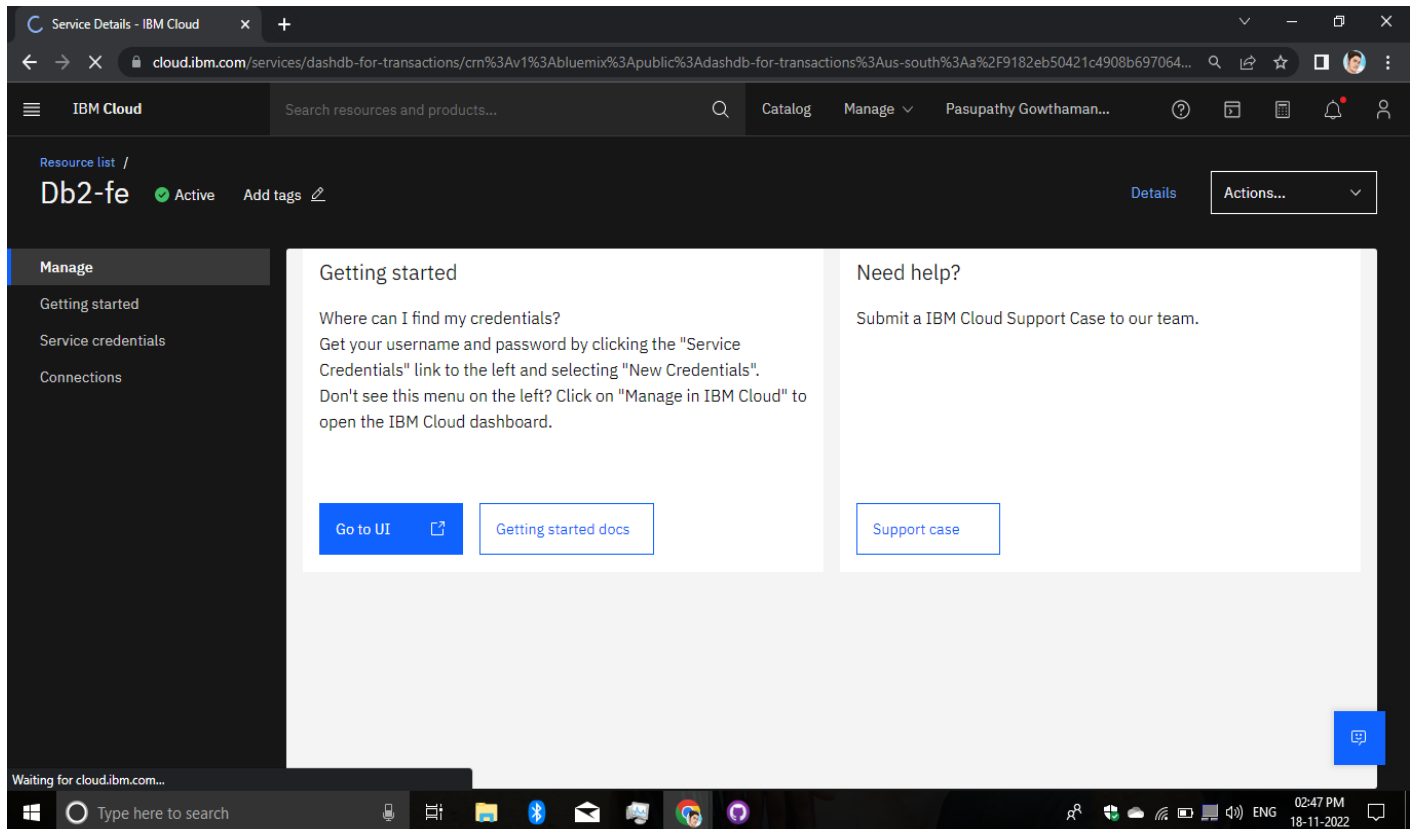 Service Details - IBM Cloud
cloud.ibm.com/services/dashdb-for-transactions/crn%3Av1%3Abluemix%3Apublic%3Adashdb-for-transactions%3Aus-south%3Aa%2F9182eb50421c4908b697064...
IBM Cloud
Search resources and products...
Catalog
Manage
Pasupathy Gowthaman...
Resource list /
Db2-fe
Active
Add tags
Details
Actions...
Manage
Getting started
Service credentials
Connections
Getting started
Where can I find my credentials?
Get your username and password by clicking the "Service
Credentials" link to the left and selecting "New Credentials".
Don't see this menu on the left? Click on "Manage in IBM Cloud" to
open the IBM Cloud dashboard.
Go to UI
Getting started docs
Need help?
Submit a IBM Cloud Support Case to our team.
Support case
Waiting for cloud.ibm.com...
Type here to search
ENG
02:47 PM
18-11-2022